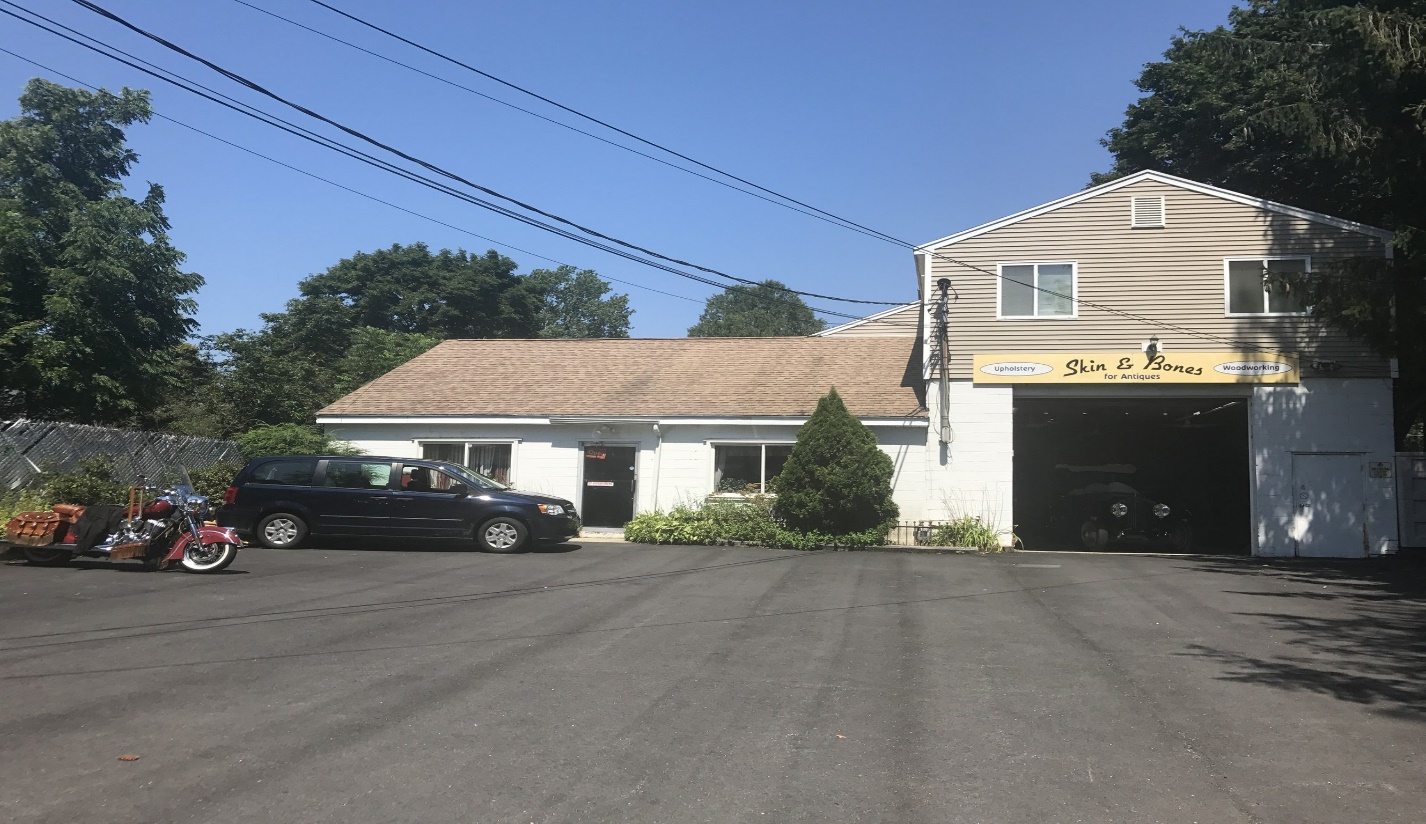 Upholstery
Skin & Bones
for Antiques
Woodworking